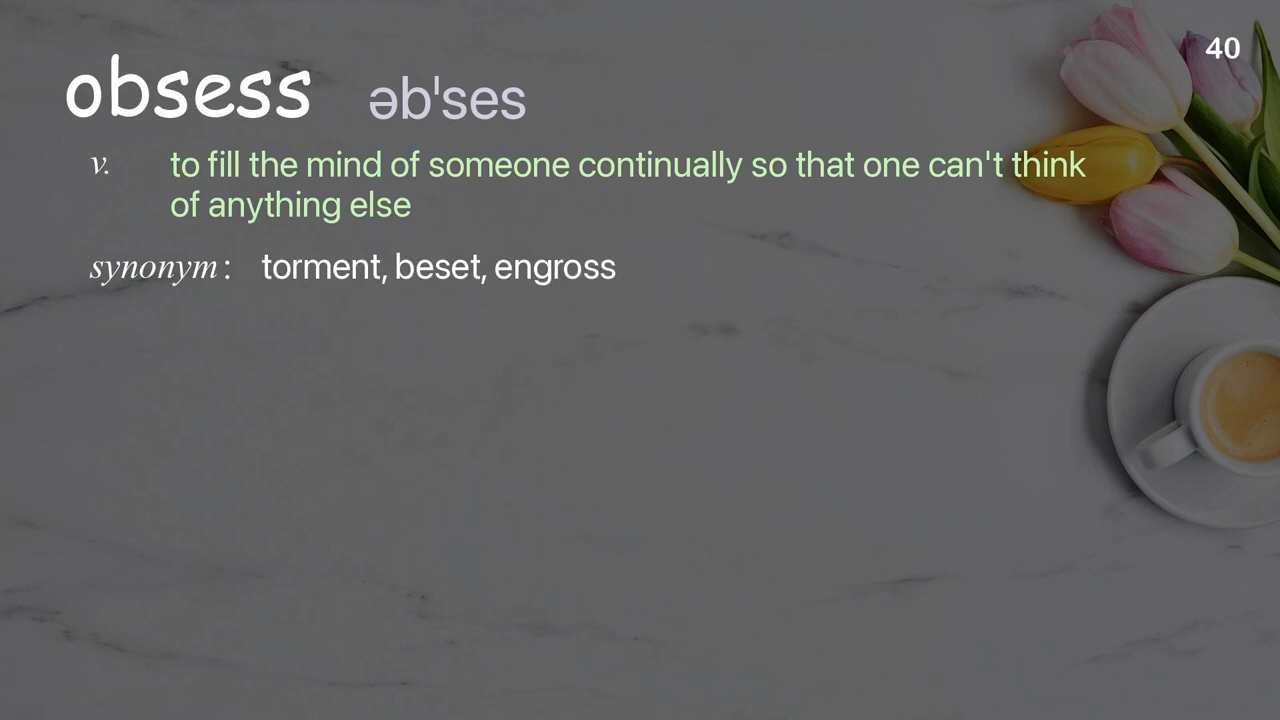 40
obsess əb'ses
v. to fill the mind of someone continually so that one can't think
of anything else
synonym: torment, beset, engross